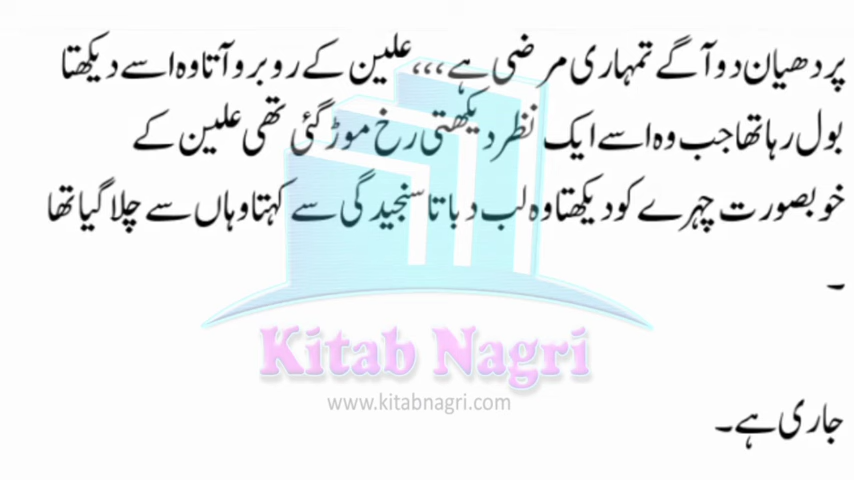 پر دھیان دو آگے تمہاری مرضی ہے،،،، علین کے روبرو آتا وہ اسے دیکھتا
بول رہا تھا جب وہ اسے ایک نظر دیکھتی رخ موڑ گئی تھی علین کے
خوبصورت چہرے کو دیکھتا وہ لب دباتا سنجیدگی سے کہتا وہاں سے چلا گیا تھا
۔
Kitab Nagri
www.kitabnagri.com
جاری ہے۔